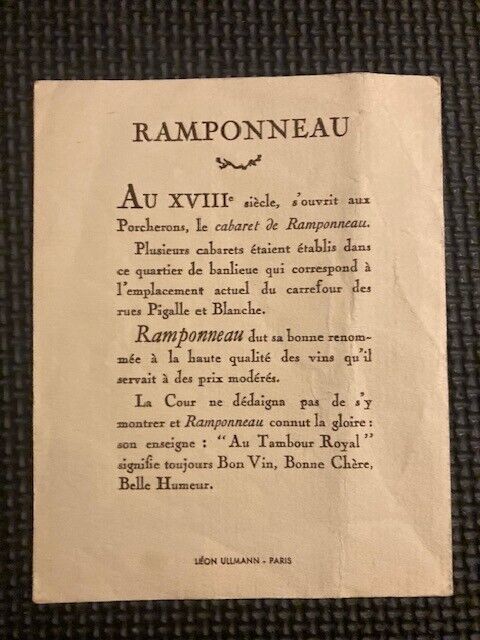 RAMPONNEAU
AU XVIIIe siècle, s'ouvrit aux
Porcherons, le cabaret de Ramponneau.
Plusieurs cabarets étaient établis dans
ce quartier de banlieue qui correspond à
l'emplacement actuel du carrefour des
rues Pigalle et Blanche.
Ramponneau dut sa bonne renom-
mée à la haute qualité des vins qu'il
servait à des prix modérés.
La Cour ne dédaigna pas de s'y
montrer et Ramponneau connut la gloire :
son enseigne : "Au Tambour Royal"
signifie toujours Bon Vin, Bonne Chère,
Belle Humeur.
LÉON ULLMANN - PARIS